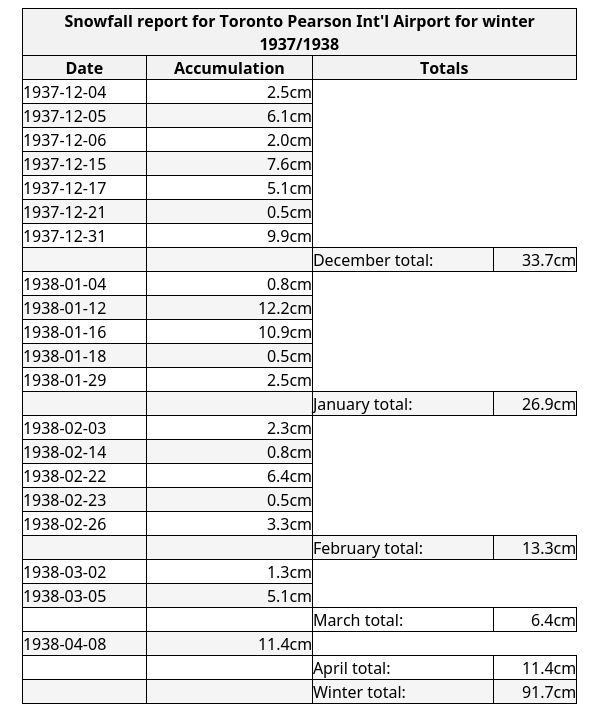 Snowfall report for Toronto Pearson Int'l Airport for winter
1937/1938
Date Accumulation Totals
1937-12-04 2.5cm
1937-12-05 6.1cm
1937-12-06 2.0cm
1937-12-15 7.6cm
1937-12-17 5.1cm
1937-12-21 0.5cm
1937-12-31 9.9cm
December total: 33.7cm
1938-01-04 0.8cm
1938-01-12 12.2cm
1938-01-16 10.9cm
1938-01-18 0.5cm
1938-01-29 2.5cm
January total: 26.9cm
1938-02-03 2.3cm
1938-02-14 0.8cm
1938-02-22 6.4cm
1938-02-23 0.5cm
1938-02-26 3.3cm
February total: 13.3cm
1938-03-02 1.3cm
1938-03-05 5.1cm
March total: 6.4cm
1938-04-08 11.4cm
April total: 11.4cm
Winter total: 91.7cm